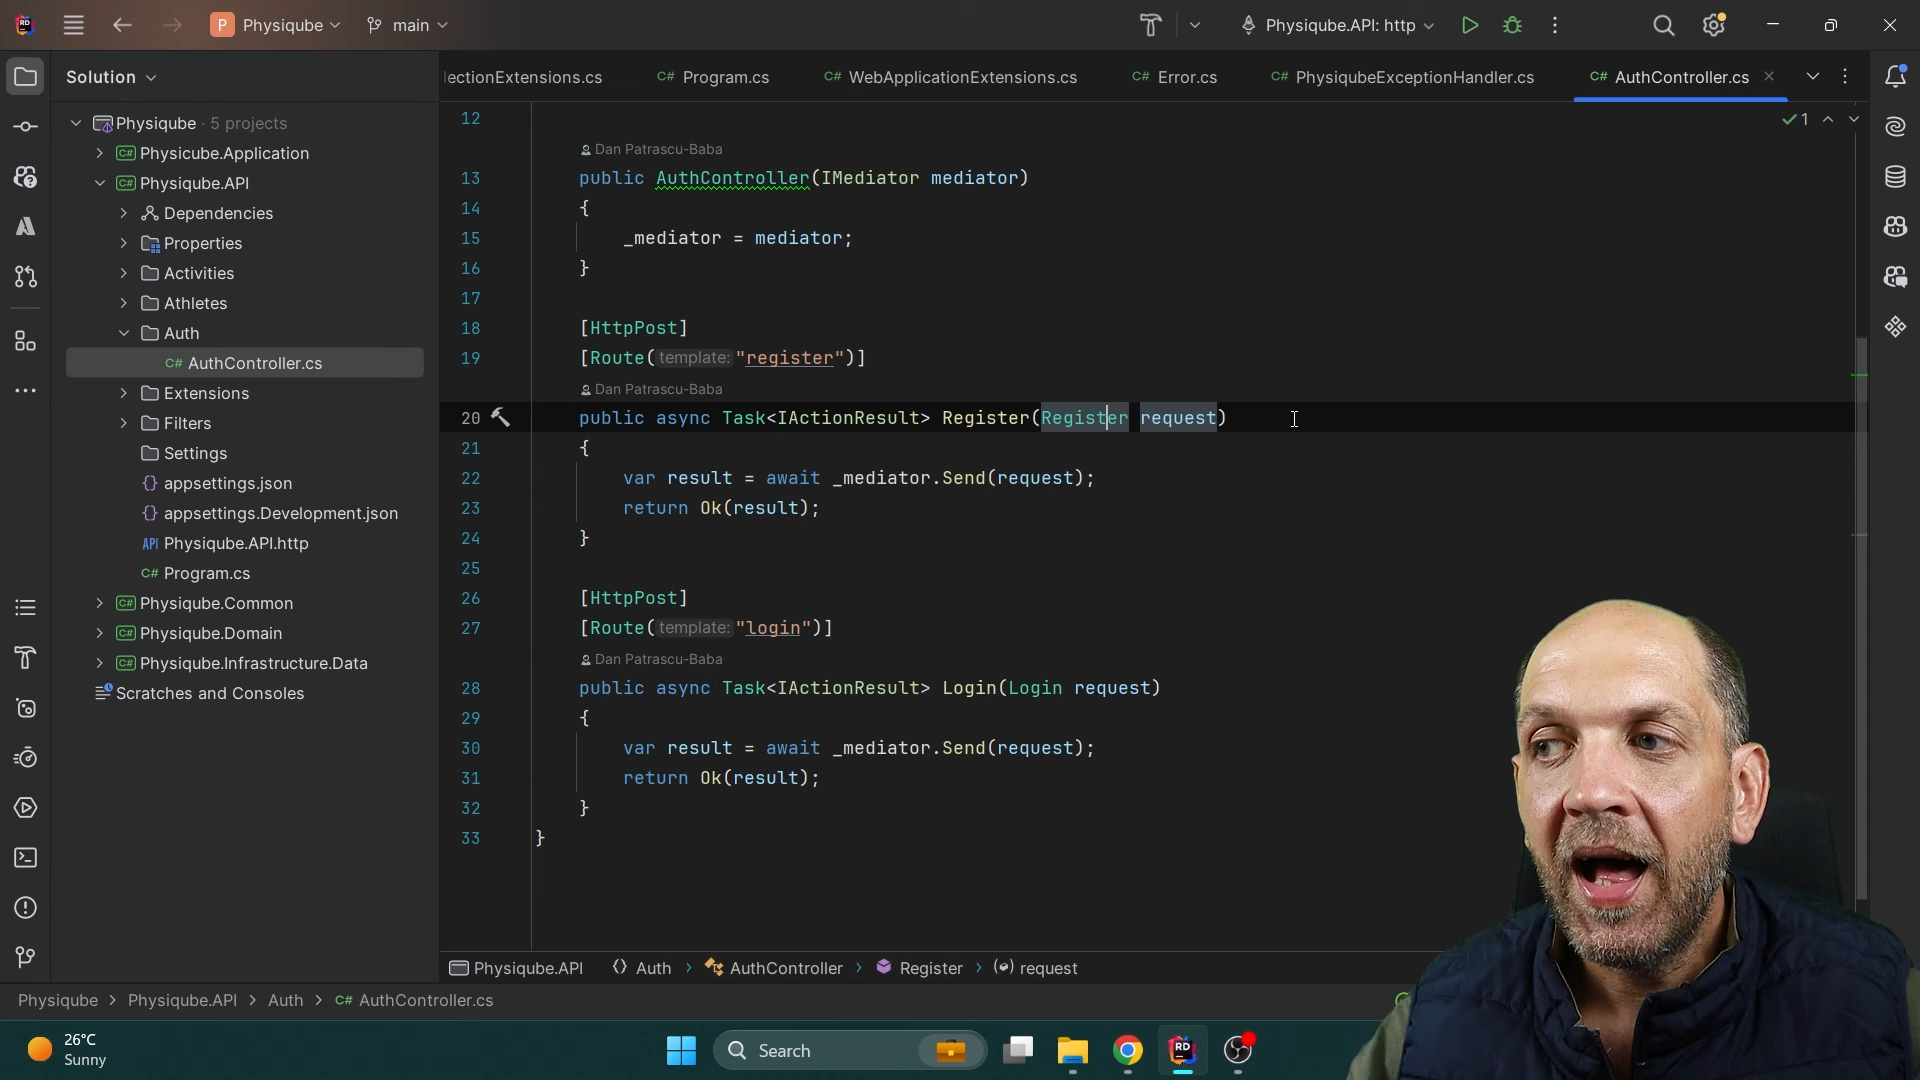 RD
P Physiqube
main
Physiqube.API: http
Solution
lectionExtensions.cs
C# Program.cs
C# WebApplicationExtensions.cs
C# Error.cs
C# PhysiqubeExceptionHandler.cs
C# AuthController.cs
Physiqube · 5 projects
C# Physicube.Application
C# Physiqube.API
Dependencies
Properties
Activities
Athletes
Auth
C# AuthController.cs
Extensions
Filters
Settings
{} appsettings.json
{} appsettings.Development.json
API Physiqube.API.http
C# Program.cs
C# Physiqube.Common
C# Physiqube.Domain
C# Physiqube.Infrastructure.Data
Scratches and Consoles
1
12
Dan Patrascu-Baba
13 public AuthController(IMediator mediator)
14 {
15 _mediator = mediator;
16 }
17
18 [HttpPost]
19 [Route(template: "register")]
Dan Patrascu-Baba
20 public async Task<IActionResult> Register(Register request)
21 {
22 var result = await _mediator.Send(request);
23 return Ok(result);
24 }
25
26 [HttpPost]
27 [Route(template: "login")]
Dan Patrascu-Baba
28 public async Task<IActionResult> Login(Login request)
29 {
30 var result = await _mediator.Send(request);
31 return Ok(result);
32 }
33 }
Physiqube.API {} Auth > AuthController > Register > request
Physiqube > Physiqube.API > Auth > C# AuthController.cs
26°C
Sunny
Search
RD